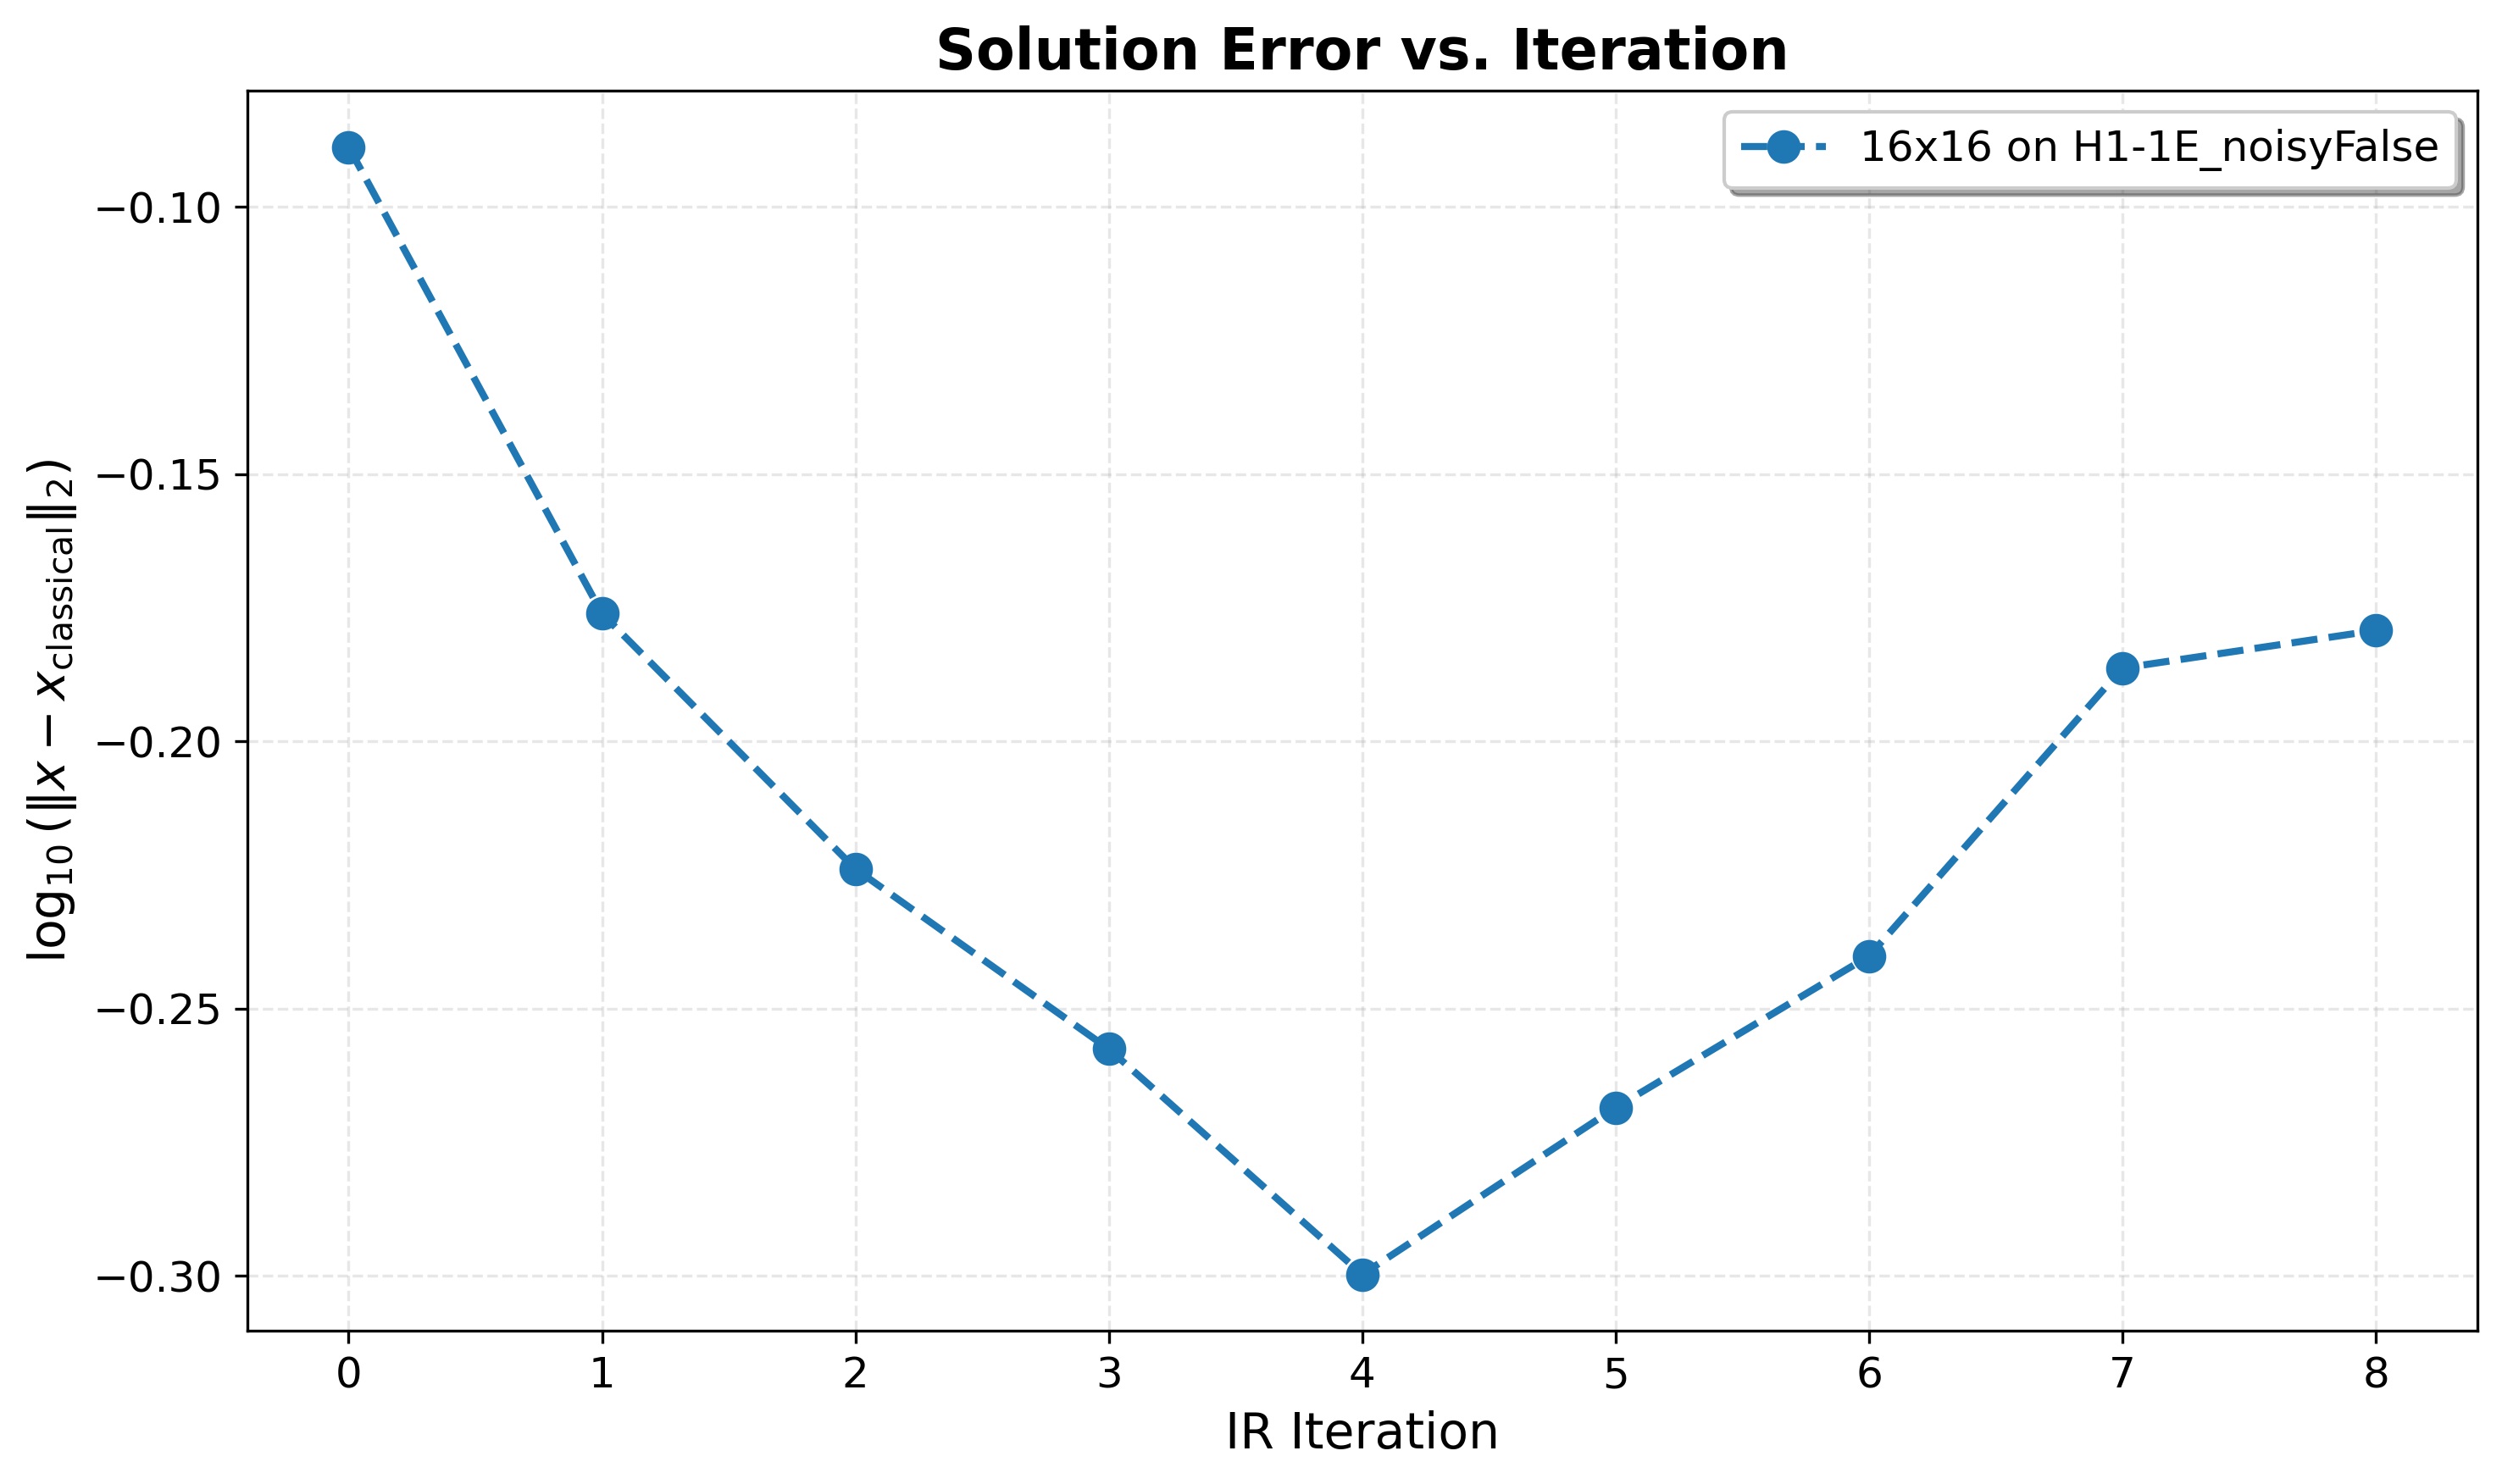 Solution Error vs. Iteration
16x16 on H1-1E_noisyFalse
log₁₀ (‖x − x_classical‖₂)
−0.10
−0.15
−0.20
−0.25
−0.30
0 1 2 3 4 5 6 7 8
IR Iteration